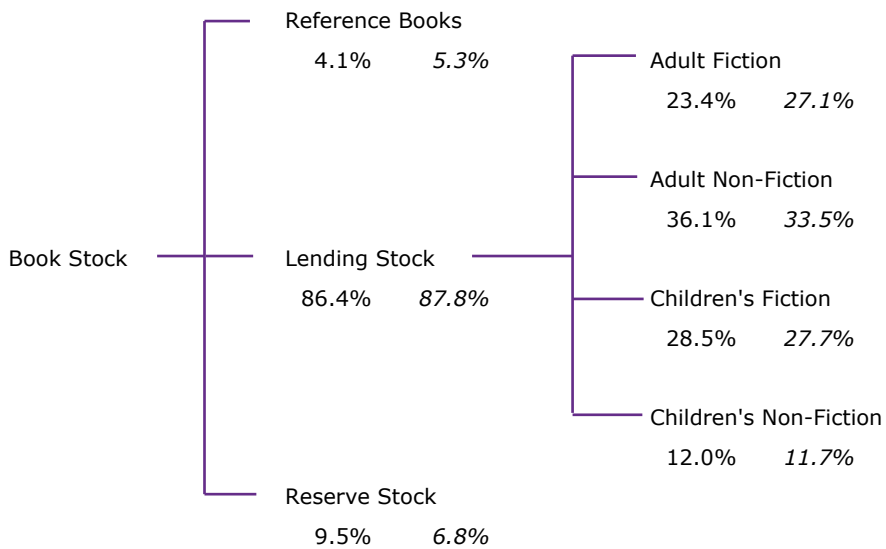 Reference Books
4.1% 5.3%
Adult Fiction
23.4% 27.1%
Adult Non-Fiction
36.1% 33.5%
Book Stock
Lending Stock
86.4% 87.8%
Children's Fiction
28.5% 27.7%
Children's Non-Fiction
12.0% 11.7%
Reserve Stock
9.5% 6.8%